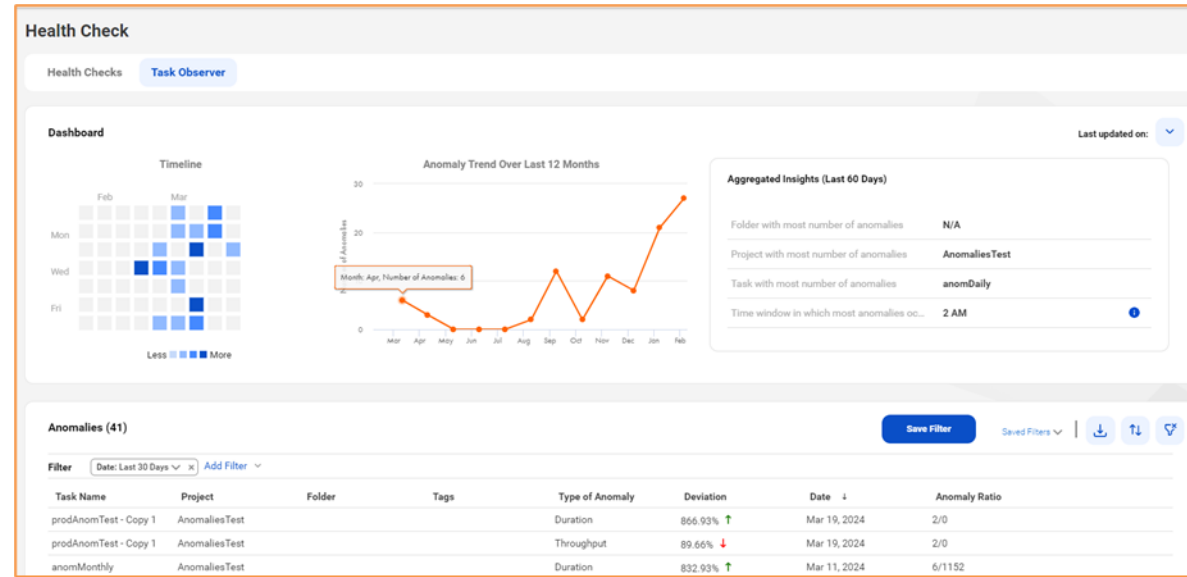 Health Check
Health Checks Task Observer
Dashboard
Last updated on:
Timeline
Feb Mar
Mon
Wed
Fri
Less More
Anomaly Trend Over Last 12 Months
30
20
0
of Anomalies
Month: Apr, Number of Anomalies: 6
Mar Apr May Jun Jul Aug Sep Oct Nov Dec Jan Feb
Aggregated Insights (Last 60 Days)
Folder with most number of anomalies N/A
Project with most number of anomalies AnomaliesTest
Task with most number of anomalies anomDaily
Time window in which most anomalies oc... 2 AM
Anomalies (41)
Save Filter Saved Filters
Filter Date: Last 30 Days x Add Filter
Task Name Project Folder Tags Type of Anomaly Deviation Date ↓ Anomaly Ratio
prodAnomTest - Copy 1 AnomaliesTest Duration 866.93% ↑ Mar 19, 2024 2/0
prodAnomTest - Copy 1 AnomaliesTest Throughput 89.66% ↓ Mar 19, 2024 2/0
anomMonthly AnomaliesTest Duration 832.93% ↑ Mar 11, 2024 6/1152